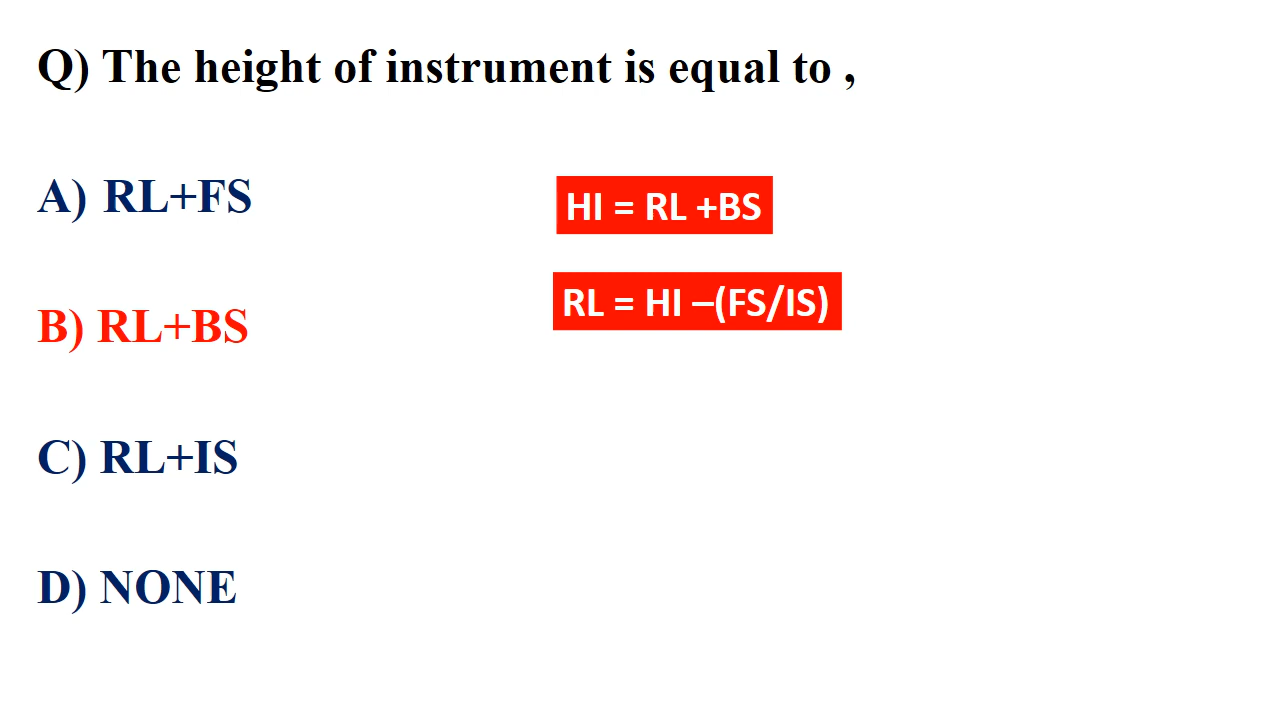 Q) The height of instrument is equal to ,
A) RL+FS
HI = RL +BS
B) RL+BS
RL = HI –(FS/IS)
C) RL+IS
D) NONE